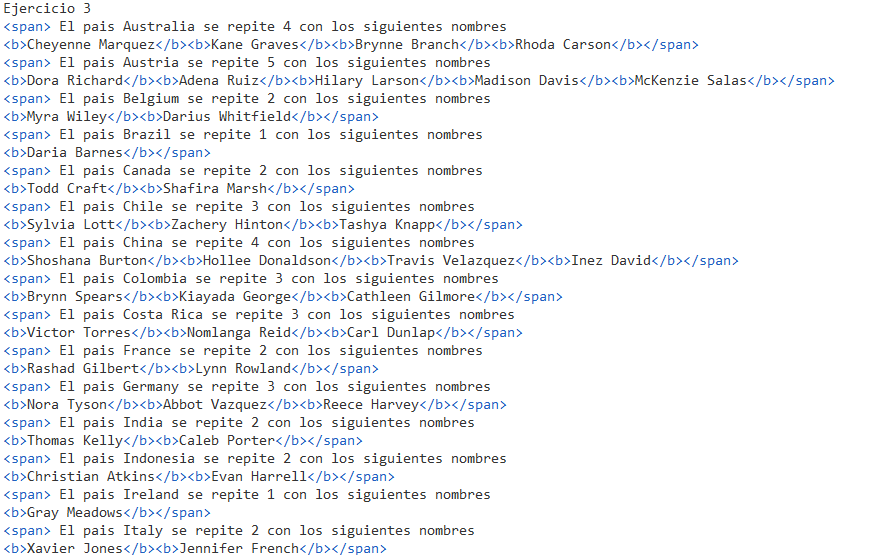 Ejercicio 3
<span> El pais Australia se repite 4 con los siguientes nombres
<b>Cheyenne Marquez</b><b>Kane Graves</b><b>Brynne Branch</b><b>Rhoda Carson</b></span>
<span> El pais Austria se repite 5 con los siguientes nombres
<b>Dora Richard</b><b>Adena Ruiz</b><b>Hilary Larson</b><b>Madison Davis</b><b>McKenzie Salas</b></span>
<span> El pais Belgium se repite 2 con los siguientes nombres
<b>Myra Wiley</b><b>Darius Whitfield</b></span>
<span> El pais Brazil se repite 1 con los siguientes nombres
<b>Daria Barnes</b></span>
<span> El pais Canada se repite 2 con los siguientes nombres
<b>Todd Craft</b><b>Shafira Marsh</b></span>
<span> El pais Chile se repite 3 con los siguientes nombres
<b>Sylvia Lott</b><b>Zachery Hinton</b><b>Tashya Knapp</b></span>
<span> El pais China se repite 4 con los siguientes nombres
<b>Shoshana Burton</b><b>Hollee Donaldson</b><b>Travis Velazquez</b><b>Inez David</b></span>
<span> El pais Colombia se repite 3 con los siguientes nombres
<b>Brynn Spears</b><b>Kiayada George</b><b>Cathleen Gilmore</b></span>
<span> El pais Costa Rica se repite 3 con los siguientes nombres
<b>Victor Torres</b><b>Nomlanga Reid</b><b>Carl Dunlap</b></span>
<span> El pais France se repite 2 con los siguientes nombres
<b>Rashad Gilbert</b><b>Lynn Rowland</b></span>
<span> El pais Germany se repite 3 con los siguientes nombres
<b>Nora Tyson</b><b>Abbot Vazquez</b><b>Reece Harvey</b></span>
<span> El pais India se repite 2 con los siguientes nombres
<b>Thomas Kelly</b><b>Caleb Porter</b></span>
<span> El pais Indonesia se repite 2 con los siguientes nombres
<b>Christian Atkins</b><b>Evan Harrell</b></span>
<span> El pais Ireland se repite 1 con los siguientes nombres
<b>Gray Meadows</b></span>
<span> El pais Italy se repite 2 con los siguientes nombres
<b>Xavier Jones</b><b>Jennifer French</b></span>